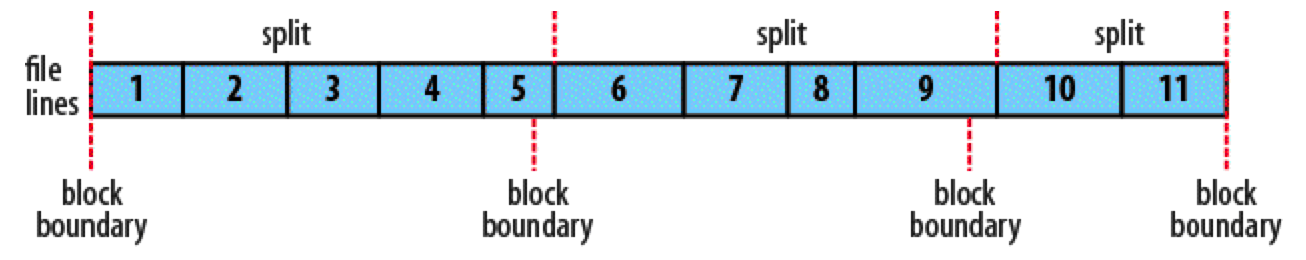 split split split
file
lines
1 2 3 4 5 6 7 8 9 10 11
block block block block
boundary boundary boundary boundary